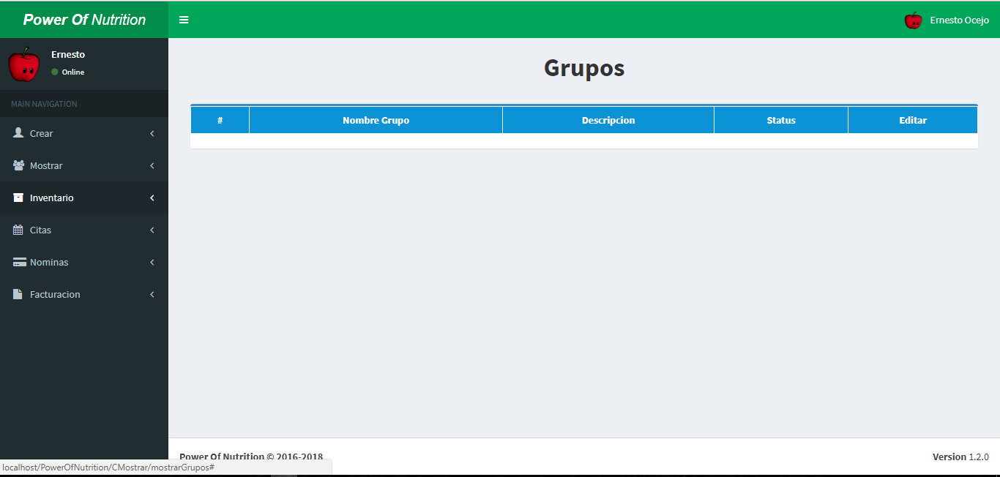 Power Of Nutrition
Ernesto Ocejo
Ernesto
Online
MAIN NAVIGATION
Crear
Mostrar
Inventario
Citas
Nominas
Facturacion
Grupos
# Nombre Grupo Descripcion Status Editar
Power Of Nutrition © 2016-2018
Version 1.2.0
localhost/PowerOfNutrition/CMostrar/mostrarGrupos#